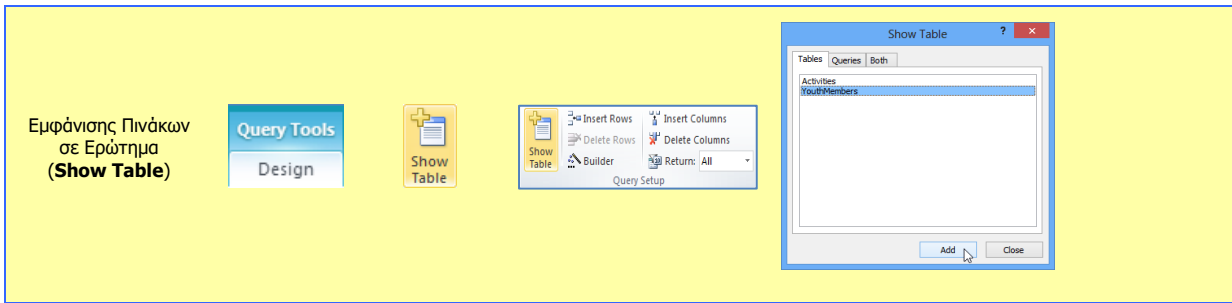 Εμφάνισης Πινάκων
σε Ερώτημα
(Show Table)
Query Tools
Design
Show
Table
Show
Table
Insert Rows
Delete Rows
Builder
Insert Columns
Delete Columns
Return: All
Query Setup
Show Table
? ×
Tables Queries Both
Activities
YouthMembers
Add Close